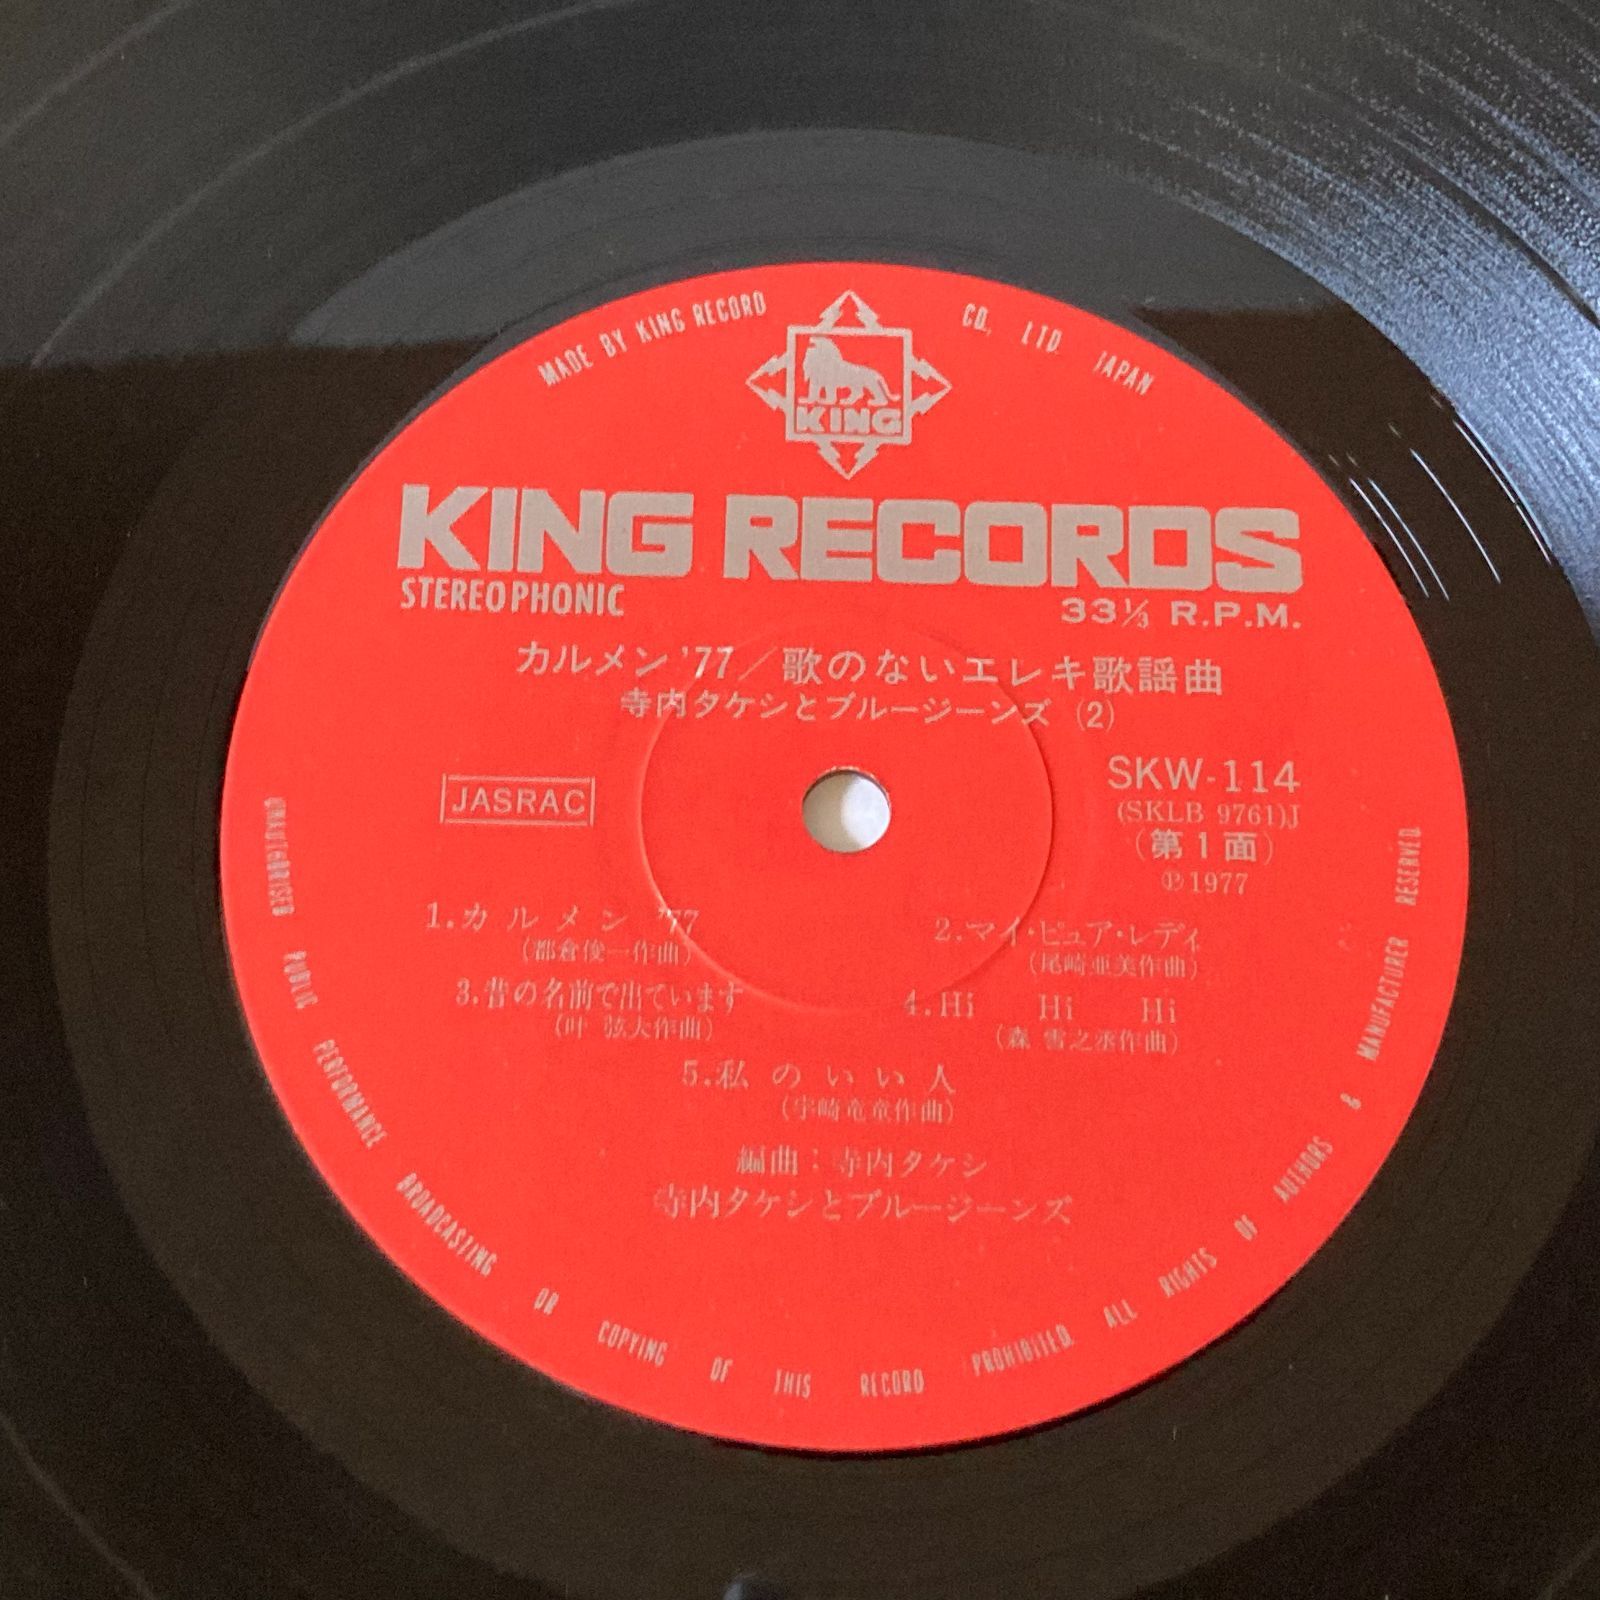 MADE BY KING RECORD CO., LTD. JAPAN
KING
KING RECORDS
STEREOPHONIC
33⅓ R.P.M.
カルメン'77／歌のないエレキ歌謡曲
寺内タケシとブルージーンズ (2)
JASRAC
SKW-114
(SKLB 9761)J
(第1面)
Ⓟ1977
1.カルメン '77
(都倉俊一作曲)
2.マイ・ピュア・レディ
(尾崎亜美作曲)
3.昔の名前で出ています
(叶 弦大作曲)
4.Hi Hi Hi
(森 雪之丞作曲)
5.私のいい人
(宇崎竜童作曲)
編曲：寺内タケシ
寺内タケシとブルージーンズ
UNAUTHORISED PUBLIC PERFORMANCE BROADCASTING OR COPYING OF THIS RECORD PROHIBITED. ALL RIGHTS OF AUTHORS & MANUFACTURER RESERVED.